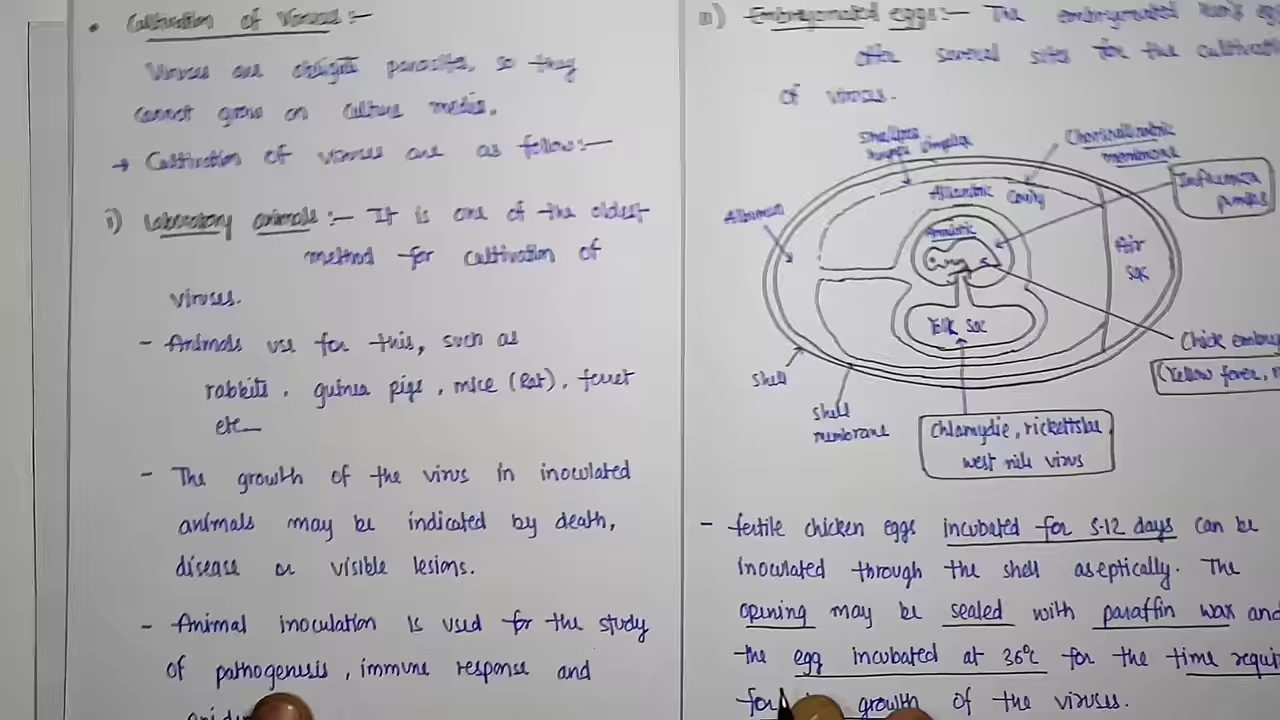 • Cultivation of Viruses:-
Viruses are obligate parasites, so they
cannot grow on culture media.
→ Cultivation of viruses are as follows:-
i) Laboratory animals:- It is one of the oldest
method for cultivation of
viruses.
- Animals use for this, such as
rabbits, guinea pigs, mice (Rat), ferret
etc
- The growth of the virus in inoculated
animals may be indicated by death,
disease or visible lesions.
- Animal inoculation is used for the study
of pathogenesis, immune response and
ii) Embryonated eggs:- The embryonated hen's
offer several sites for the cultivation
of viruses.
simplex
Chorioallantoic
membrane
Influenza
mumps
Albumin
Allantoic Cavity
Amniotic
Air
sac
Yolk sac
Chick embry
(Yellow fever,
Shell
Shell
membrane
Chlamydie, rickettsiae
west nile virus
- fertile chicken eggs incubated for 5-12 days can be
inoculated through the shell aseptically. The
opening may be sealed with paraffin wax and
the egg incubated at 36°C for the time requi
for growth of the viruses.